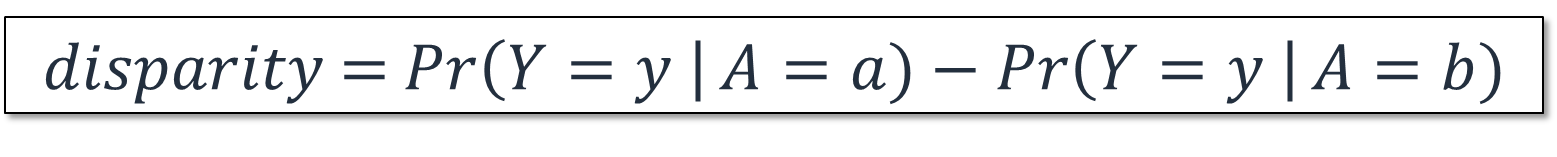 disparity = Pr(Y = y | A = a) − Pr(Y = y | A = b)